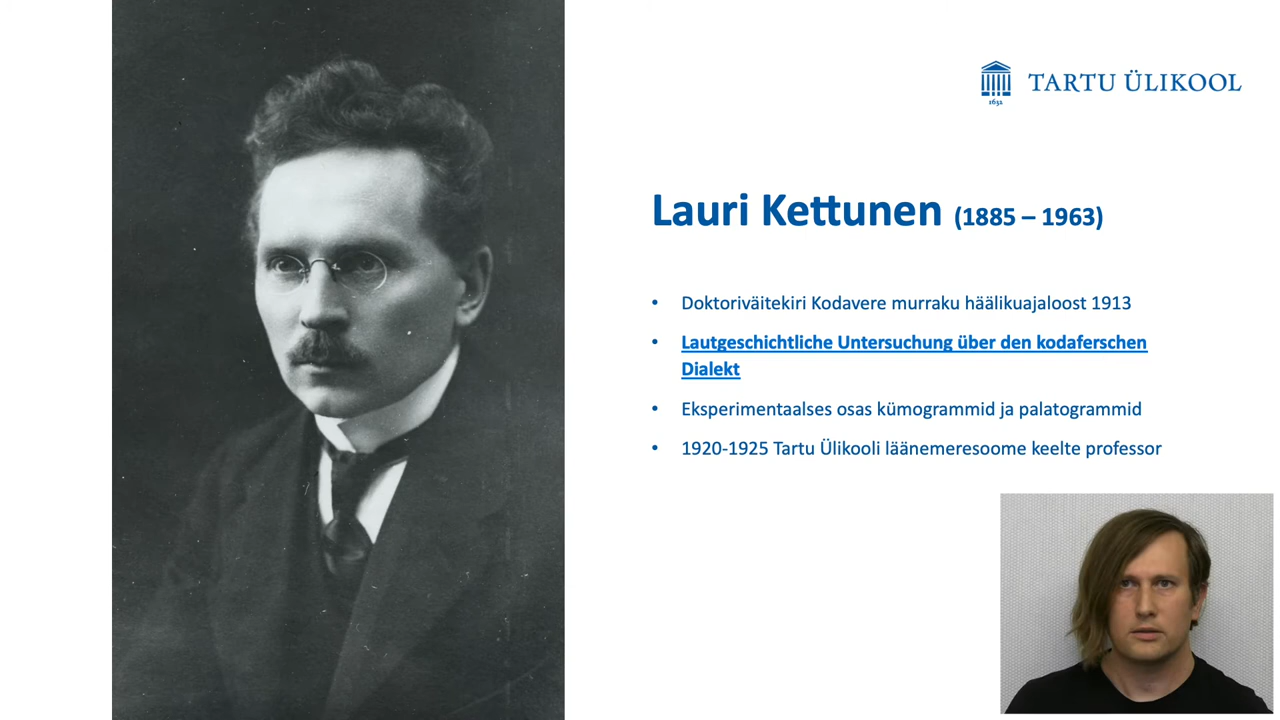 TARTU ÜLIKOOL
1632
Lauri Kettunen (1885 – 1963)
• Doktoriväitekiri Kodavere murraku häälikuajaloost 1913
• Lautgeschichtliche Untersuchung über den kodaferschen
Dialekt
• Eksperimentaalses osas kümogrammid ja palatogrammid
• 1920-1925 Tartu Ülikooli läänemeresoome keelte professor